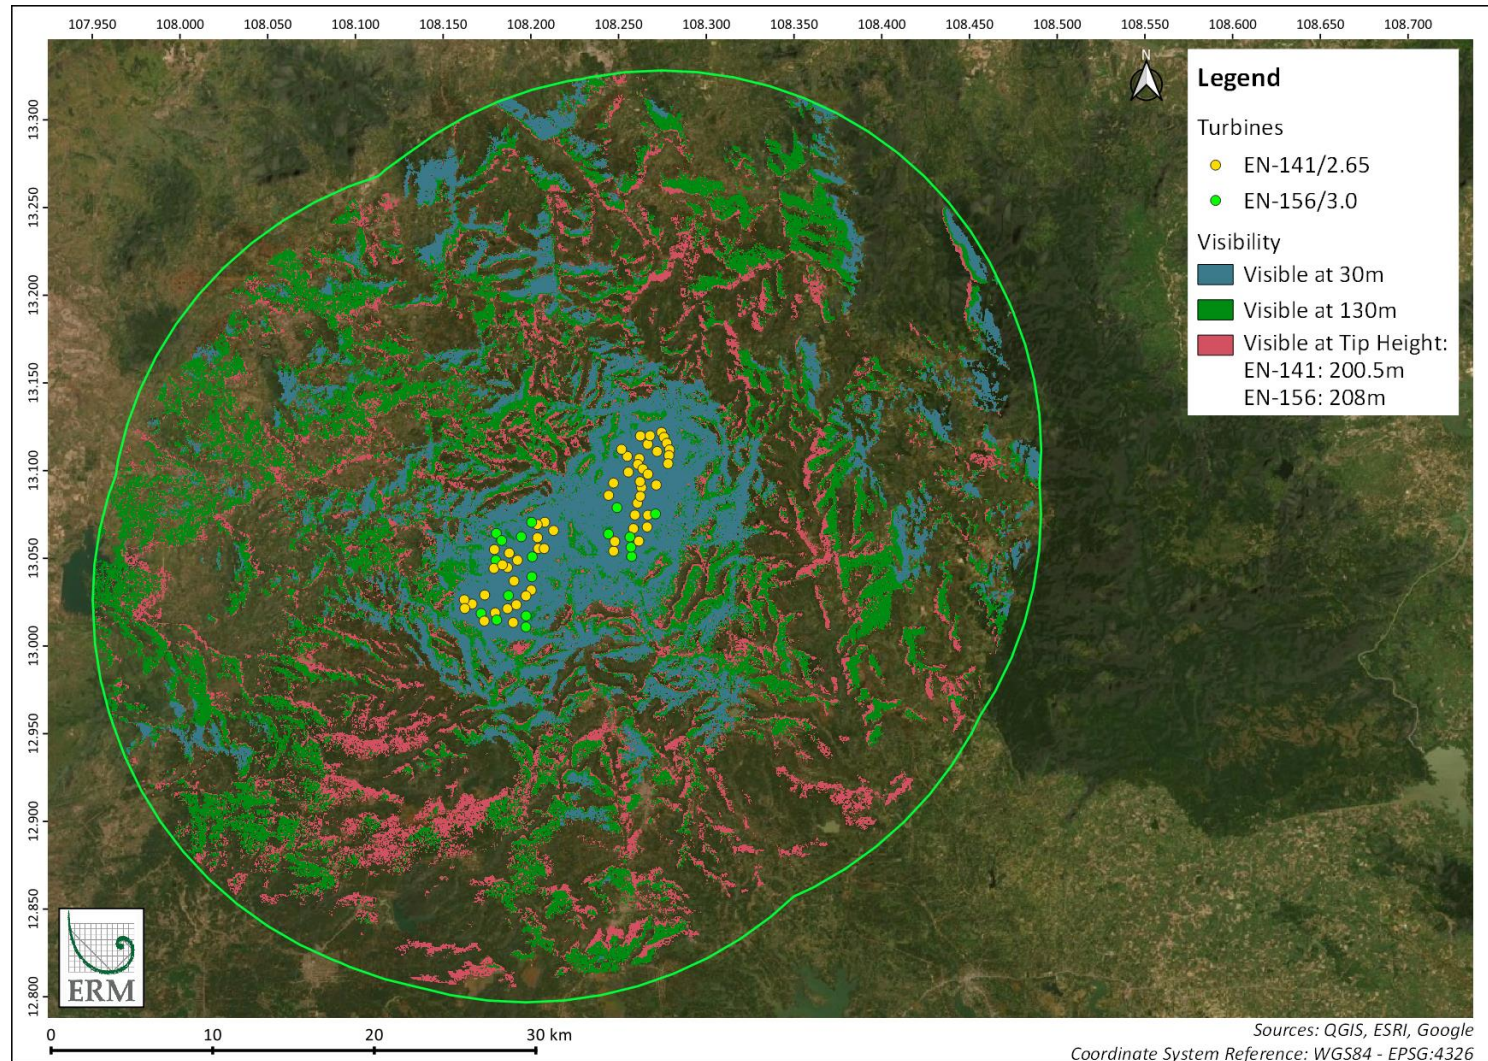 107.950 108.000 108.050 108.100 108.150 108.200 108.250 108.300 108.350 108.400 108.450 108.500 108.550 108.600 108.650 108.700
13.300
13.250
13.200
13.150
13.100
13.050
13.000
12.950
12.900
12.850
12.800
N
Legend
Turbines
EN-141/2.65
EN-156/3.0
Visibility
Visible at 30m
Visible at 130m
Visible at Tip Height:
EN-141: 200.5m
EN-156: 208m
ERM
0 10 20 30 km
Sources: QGIS, ESRI, Google
Coordinate System Reference: WGS84 - EPSG:4326